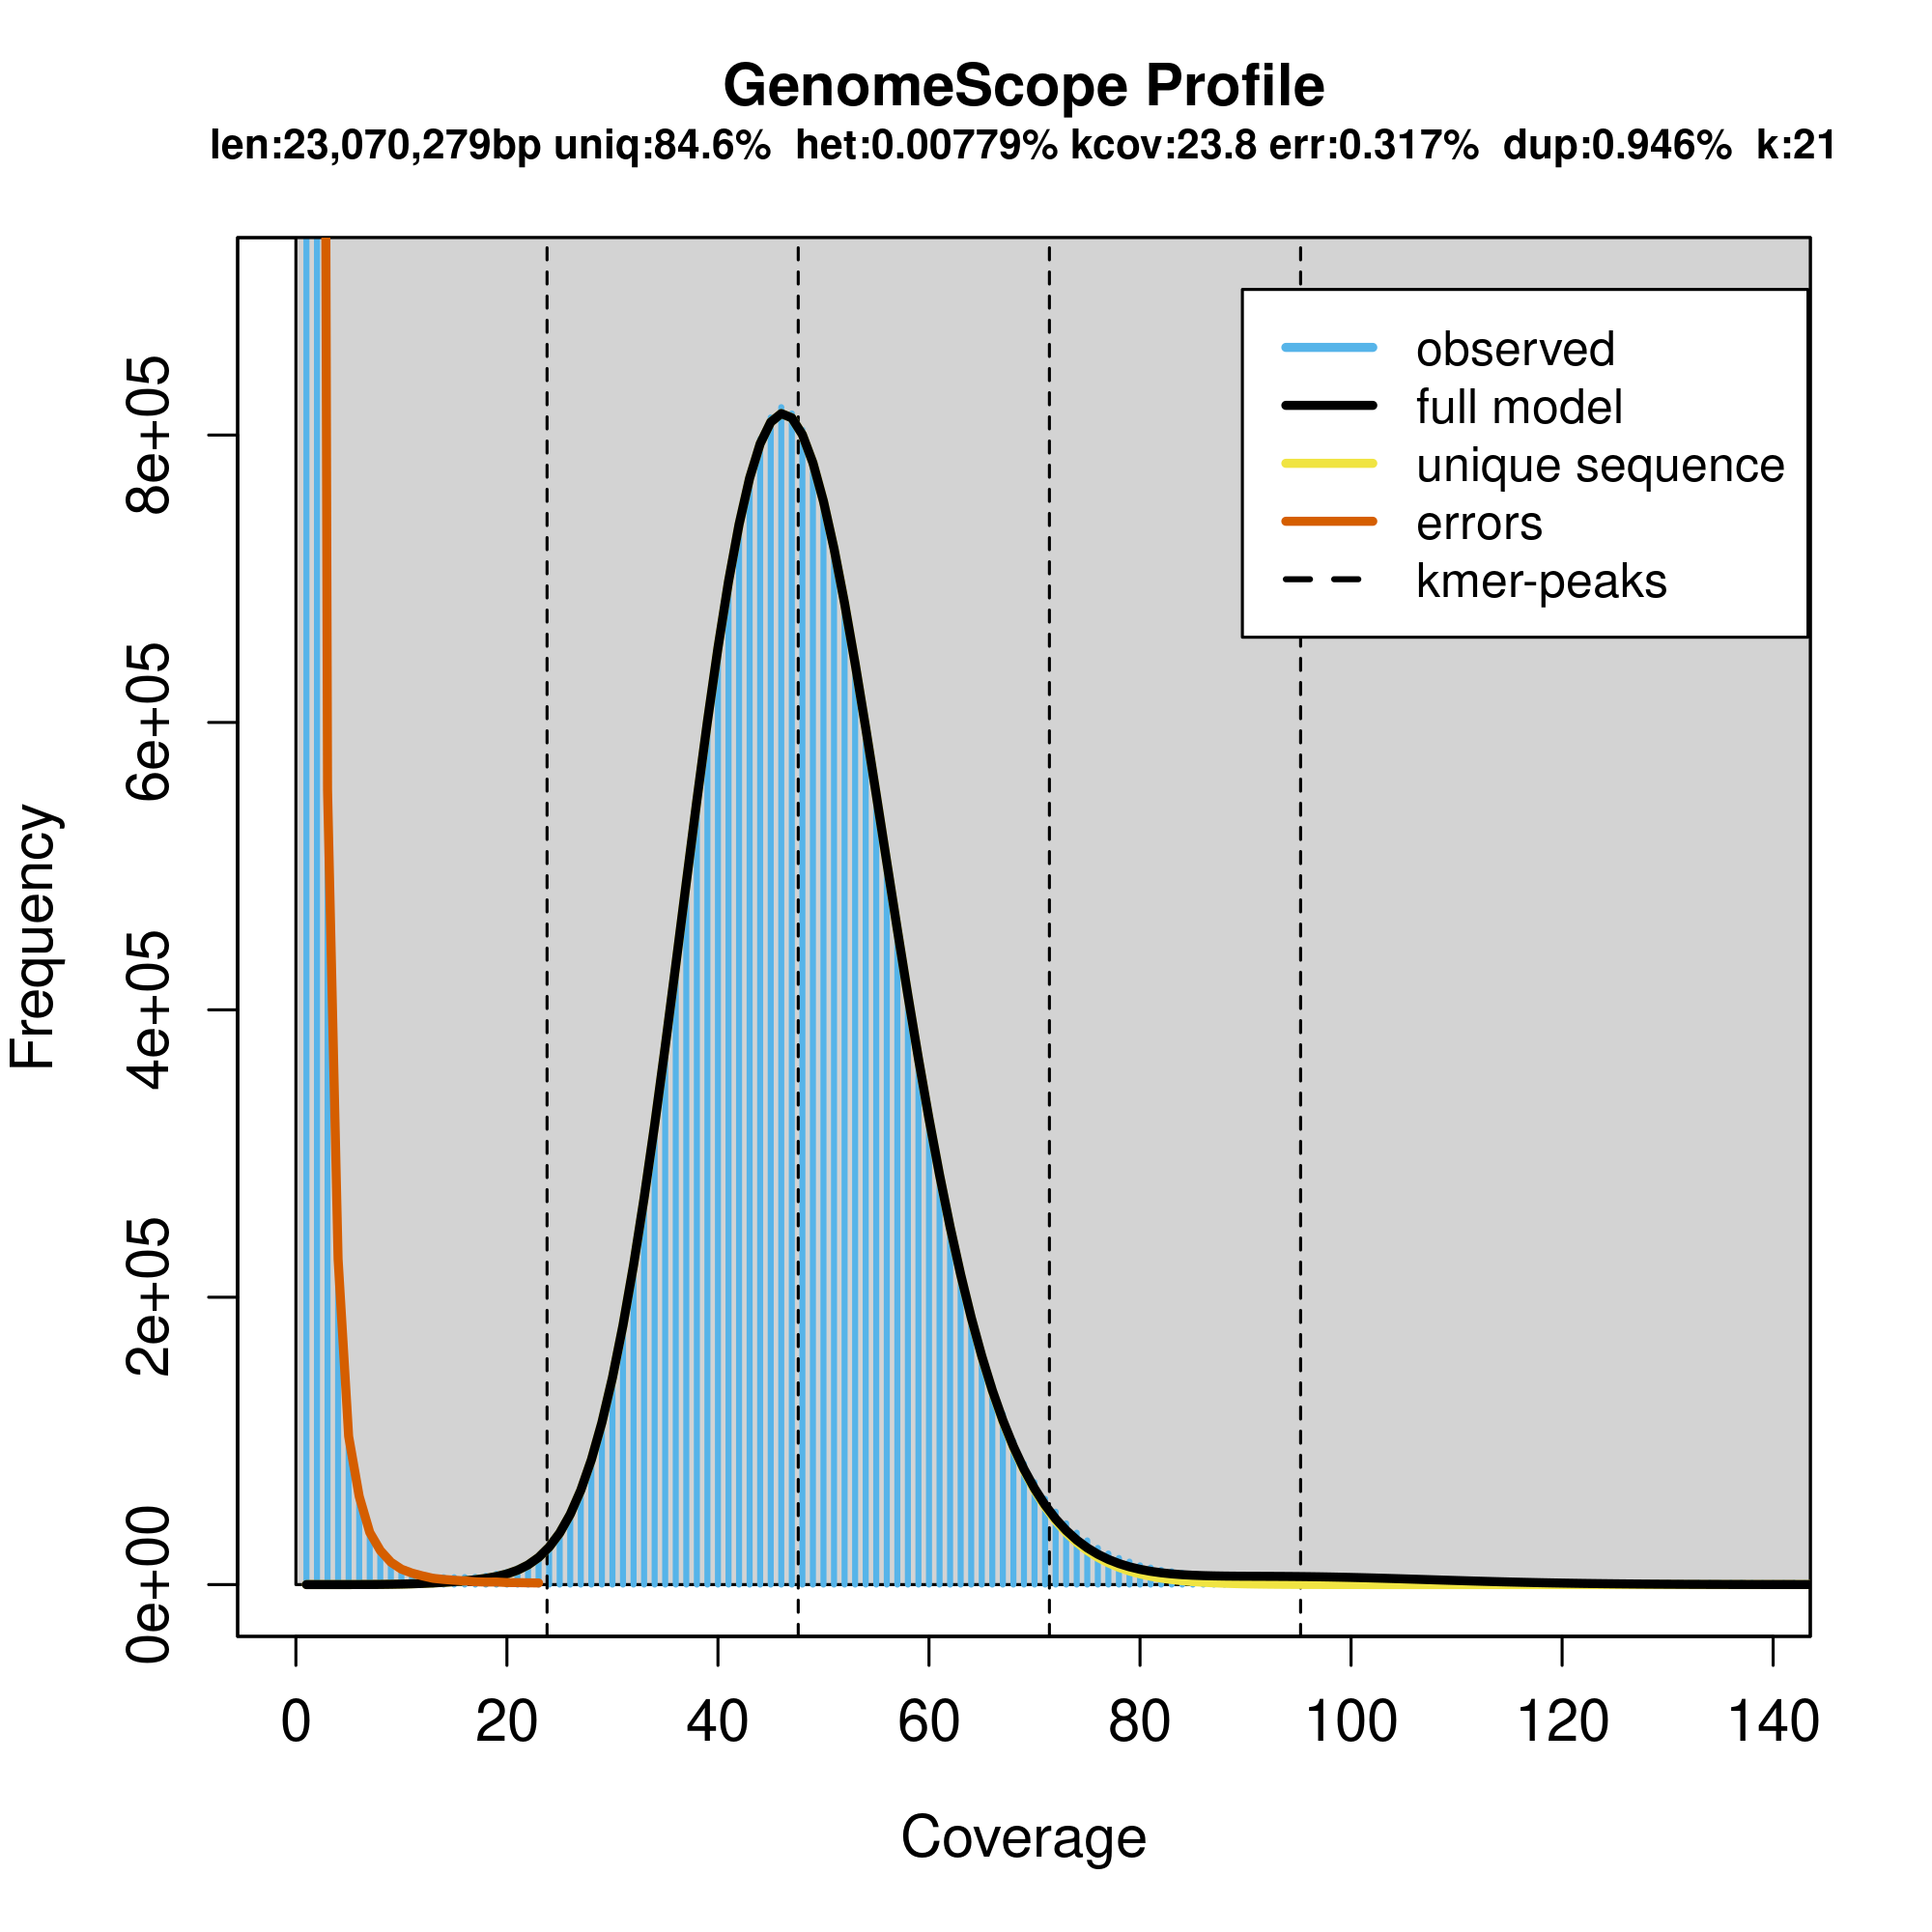 GenomeScope Profile
len:23,070,279bp uniq:84.6% het:0.00779% kcov:23.8 err:0.317% dup:0.946% k:21
observed
full model
unique sequence
errors
kmer-peaks
Frequency
8e+05
6e+05
4e+05
2e+05
0e+00
0 20 40 60 80 100 120 140
Coverage